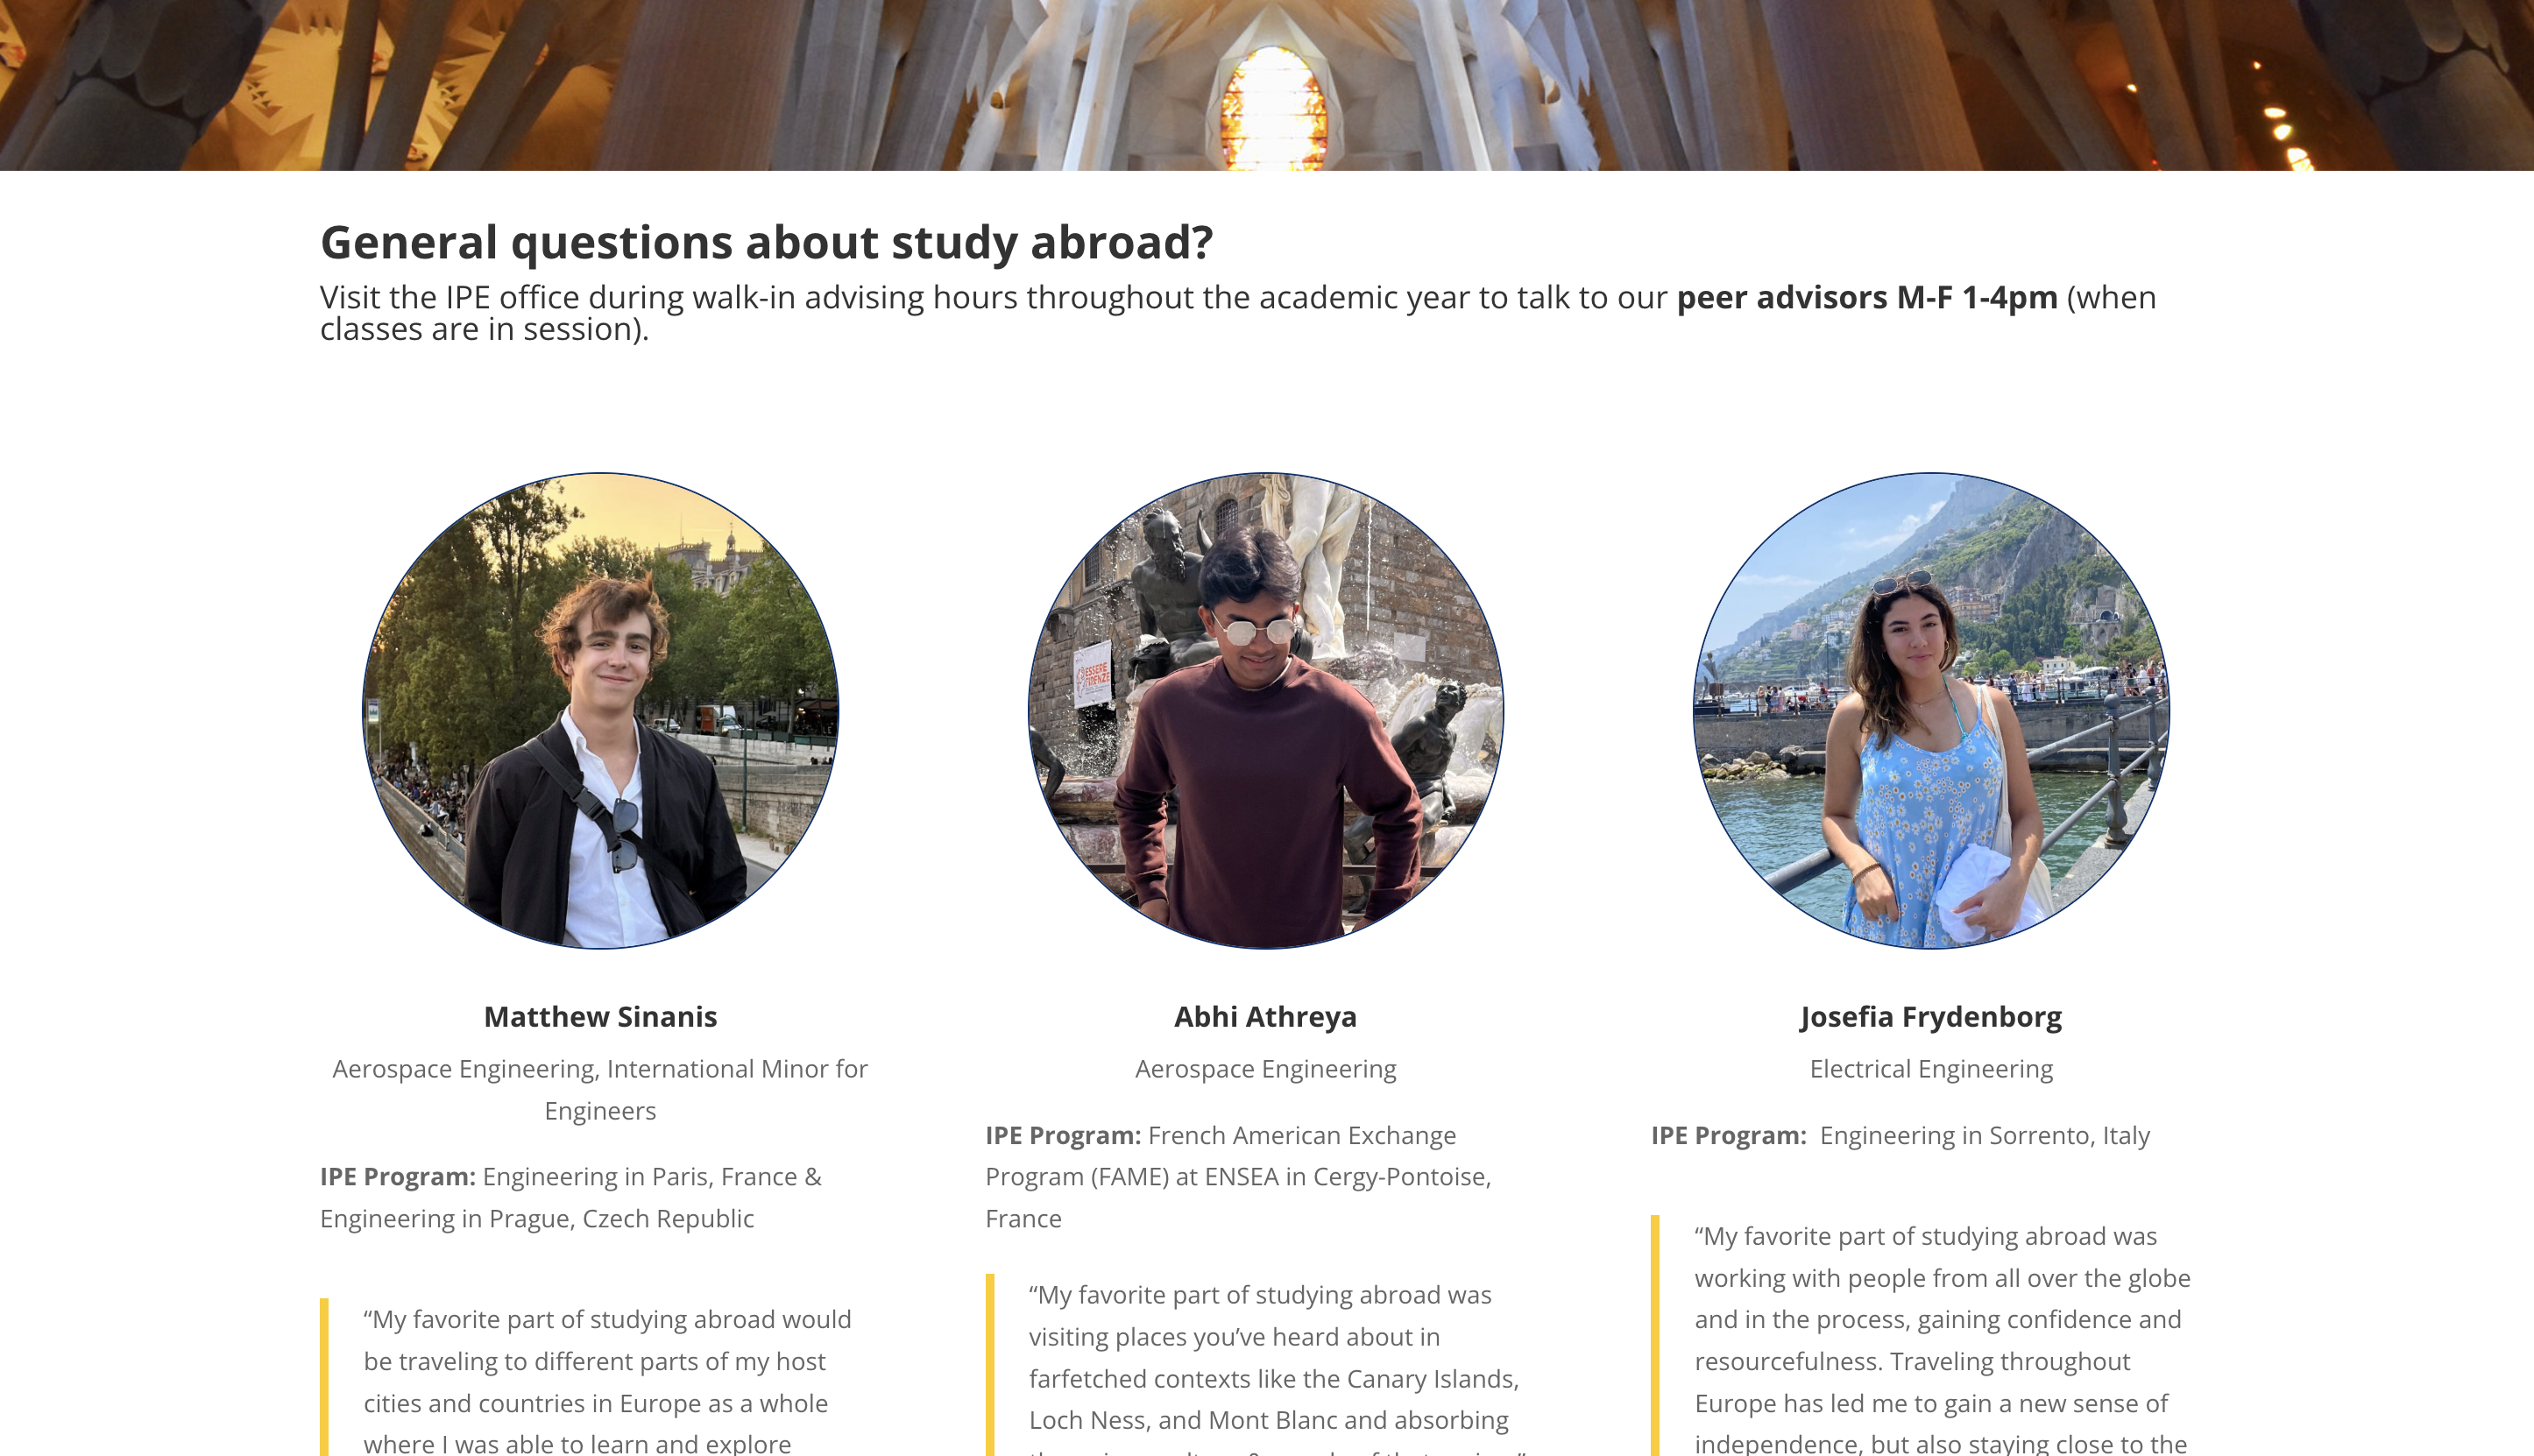 General questions about study abroad?
Visit the IPE office during walk-in advising hours throughout the academic year to talk to our peer advisors M-F 1-4pm (when
classes are in session).
ESSERE
FIRENZE
Matthew Sinanis
Aerospace Engineering, International Minor for
Engineers
IPE Program: Engineering in Paris, France &
Engineering in Prague, Czech Republic
“My favorite part of studying abroad would
be traveling to different parts of my host
cities and countries in Europe as a whole
where I was able to learn and explore
Abhi Athreya
Aerospace Engineering
IPE Program: French American Exchange
Program (FAME) at ENSEA in Cergy-Pontoise,
France
“My favorite part of studying abroad was
visiting places you’ve heard about in
farfetched contexts like the Canary Islands,
Loch Ness, and Mont Blanc and absorbing
Josefia Frydenborg
Electrical Engineering
IPE Program:  Engineering in Sorrento, Italy
“My favorite part of studying abroad was
working with people from all over the globe
and in the process, gaining confidence and
resourcefulness. Traveling throughout
Europe has led me to gain a new sense of
independence, but also staying close to the